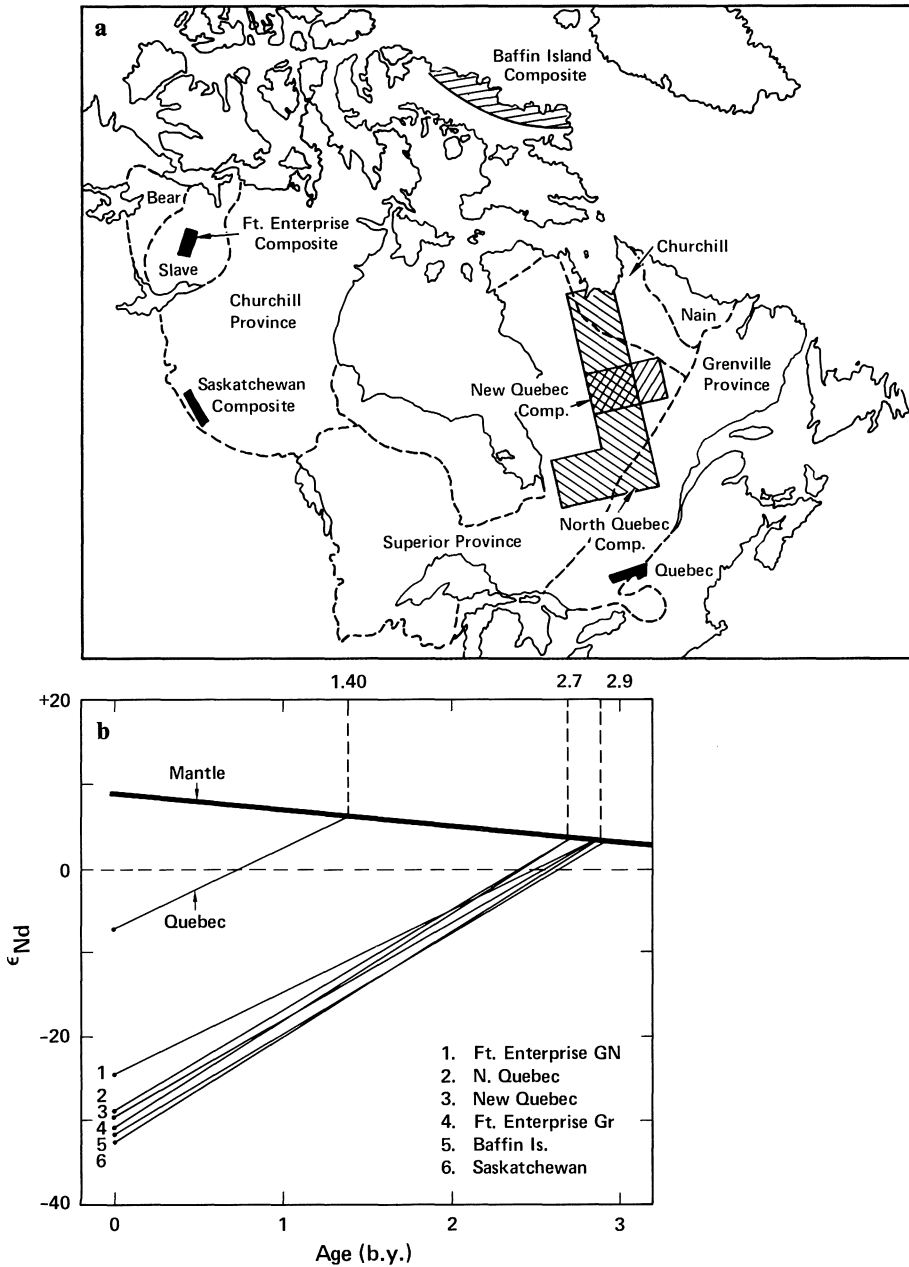 a
Baffin Island
Composite
Bear
Ft. Enterprise
Composite
Slave
Churchill
Churchill
Province
Nain
Grenville
Province
Saskatchewan
Composite
New Quebec
Comp.
North Quebec
Comp.
Superior Province
Quebec
1.40 2.7 2.9
+20
b
Mantle
0
Quebec
εNd
-20
1
2
3
4
5
6
1. Ft. Enterprise GN
2. N. Quebec
3. New Quebec
4. Ft. Enterprise Gr
5. Baffin Is.
6. Saskatchewan
-40
0 1 2 3
Age (b.y.)